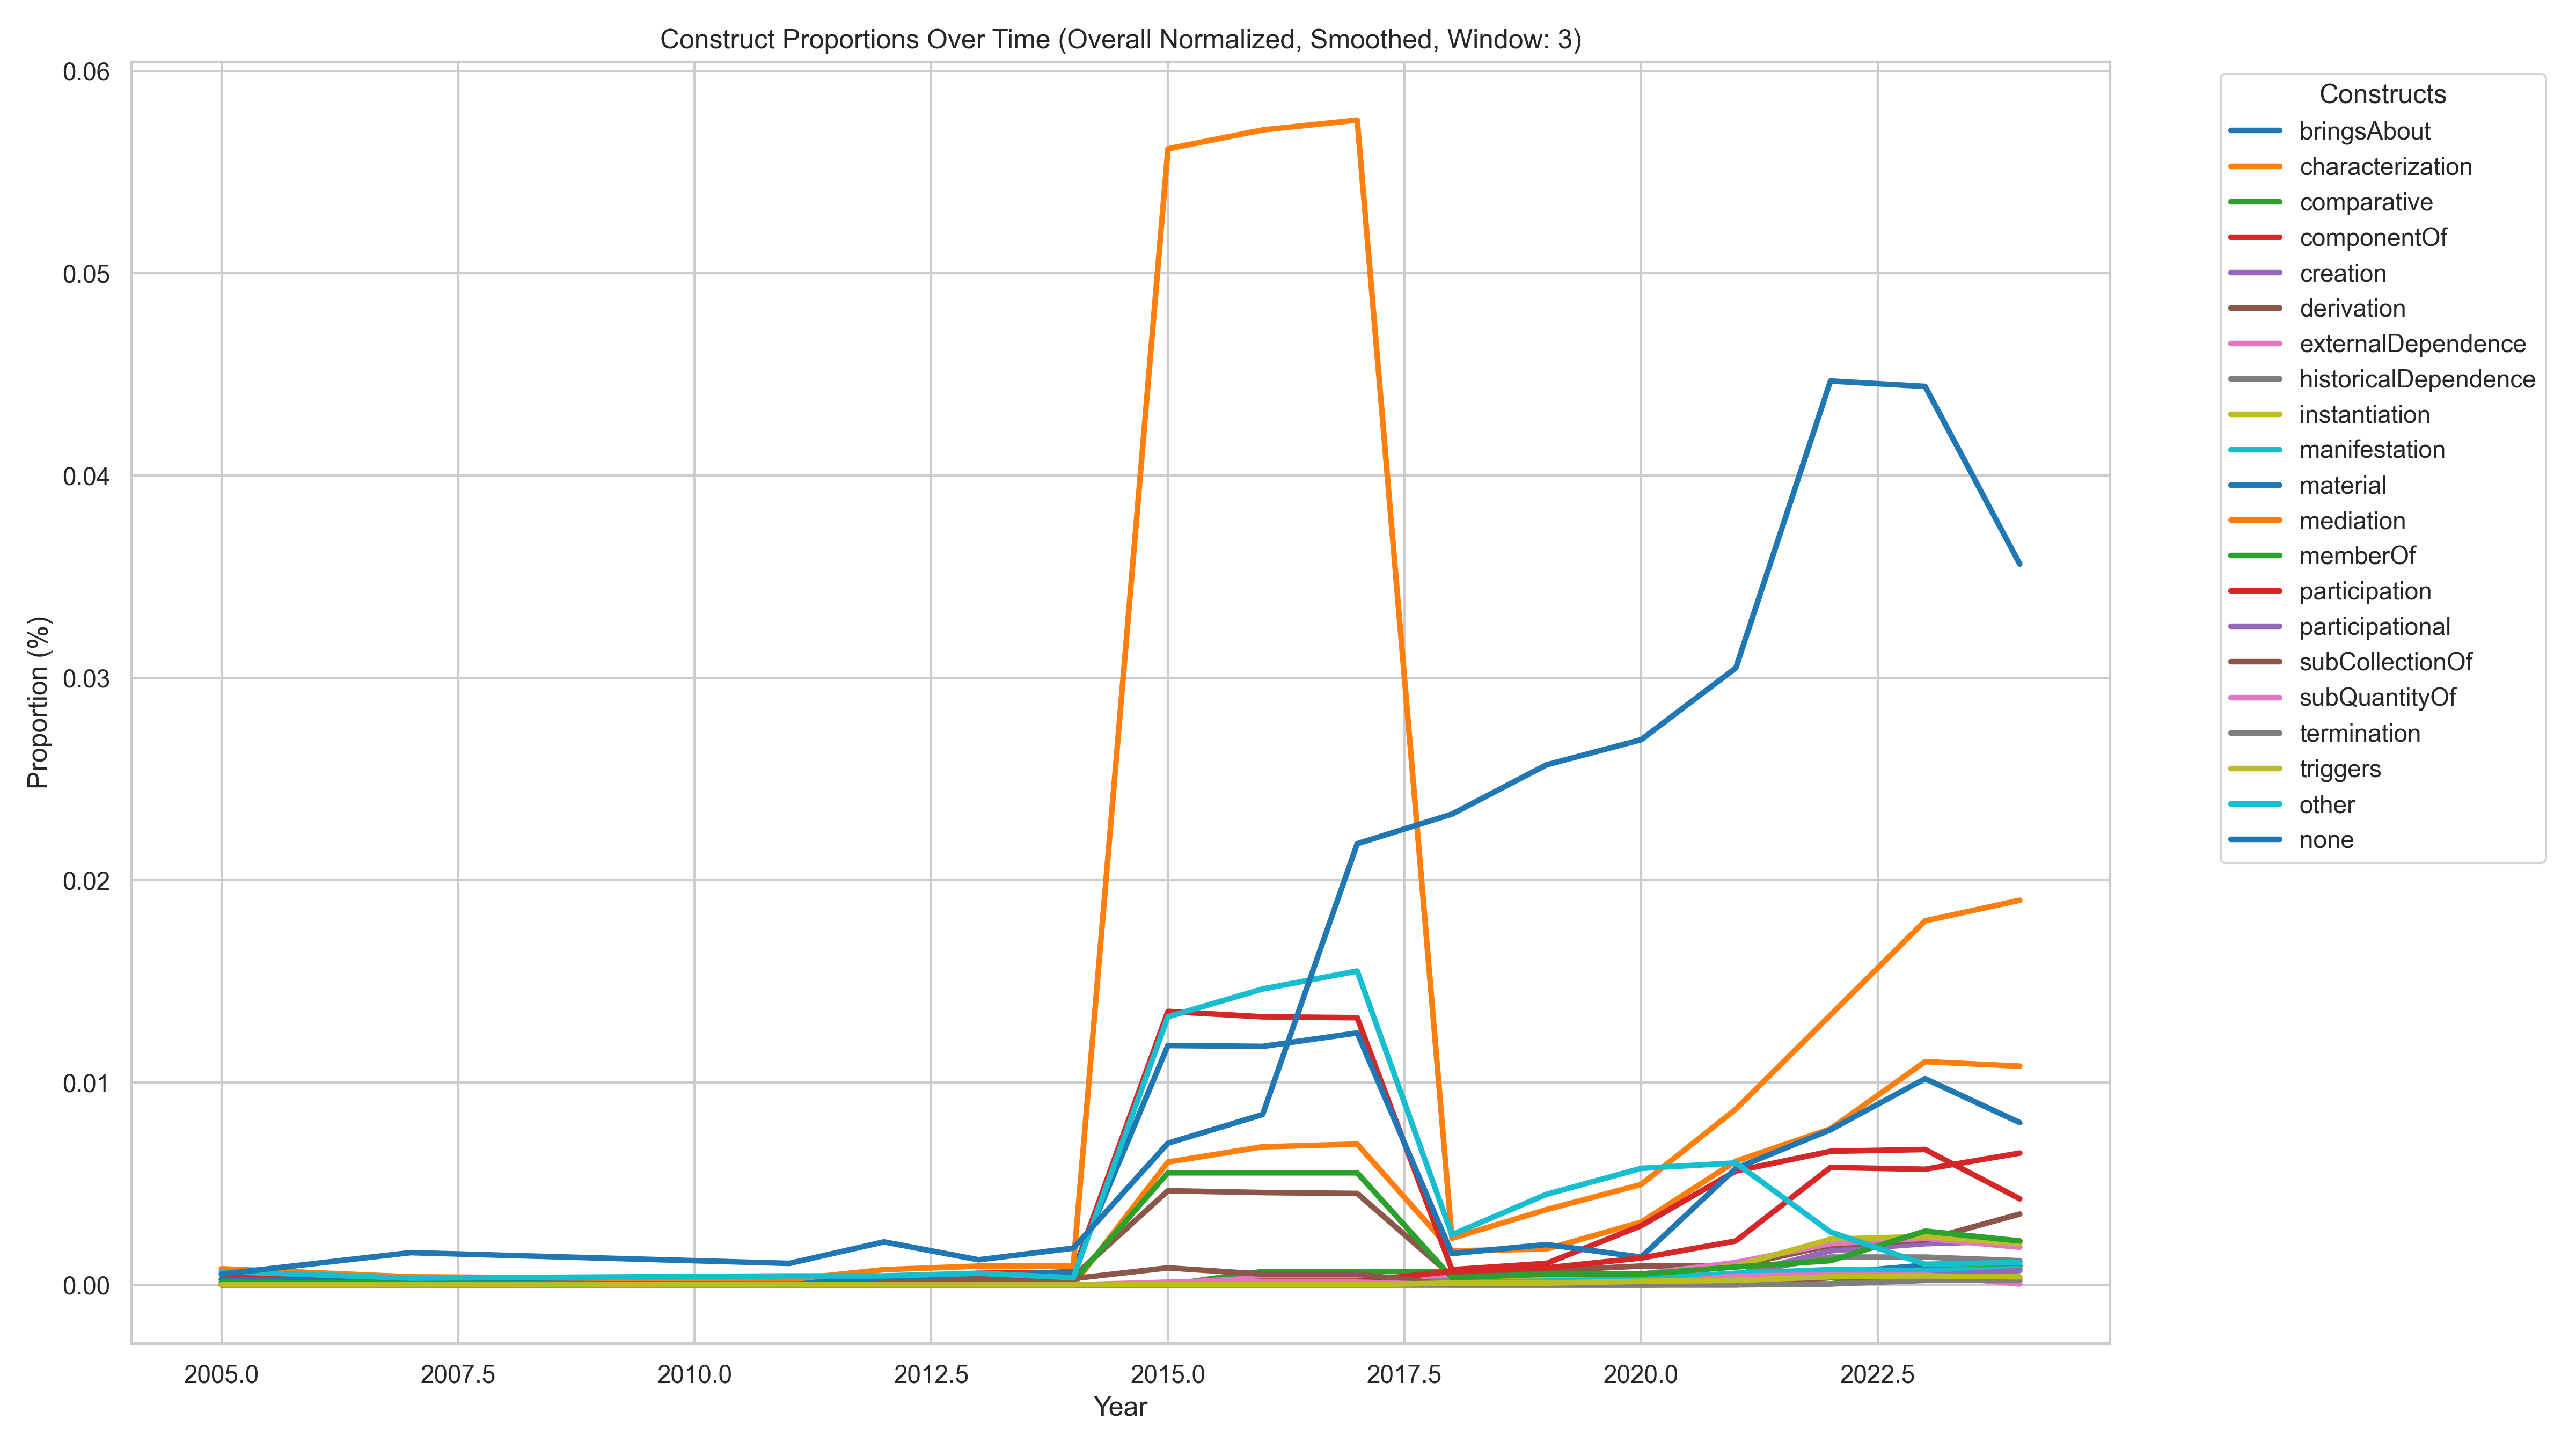 Construct Proportions Over Time (Overall Normalized, Smoothed, Window: 3)
0.06
0.05
0.04
0.03
0.02
0.01
0.00
Proportion (%)
2005.0
2007.5
2010.0
2012.5
2015.0
2017.5
2020.0
2022.5
Year
Constructs
bringsAbout
characterization
comparative
componentOf
creation
derivation
externalDependence
historicalDependence
instantiation
manifestation
material
mediation
memberOf
participation
participational
subCollectionOf
subQuantityOf
termination
triggers
other
none